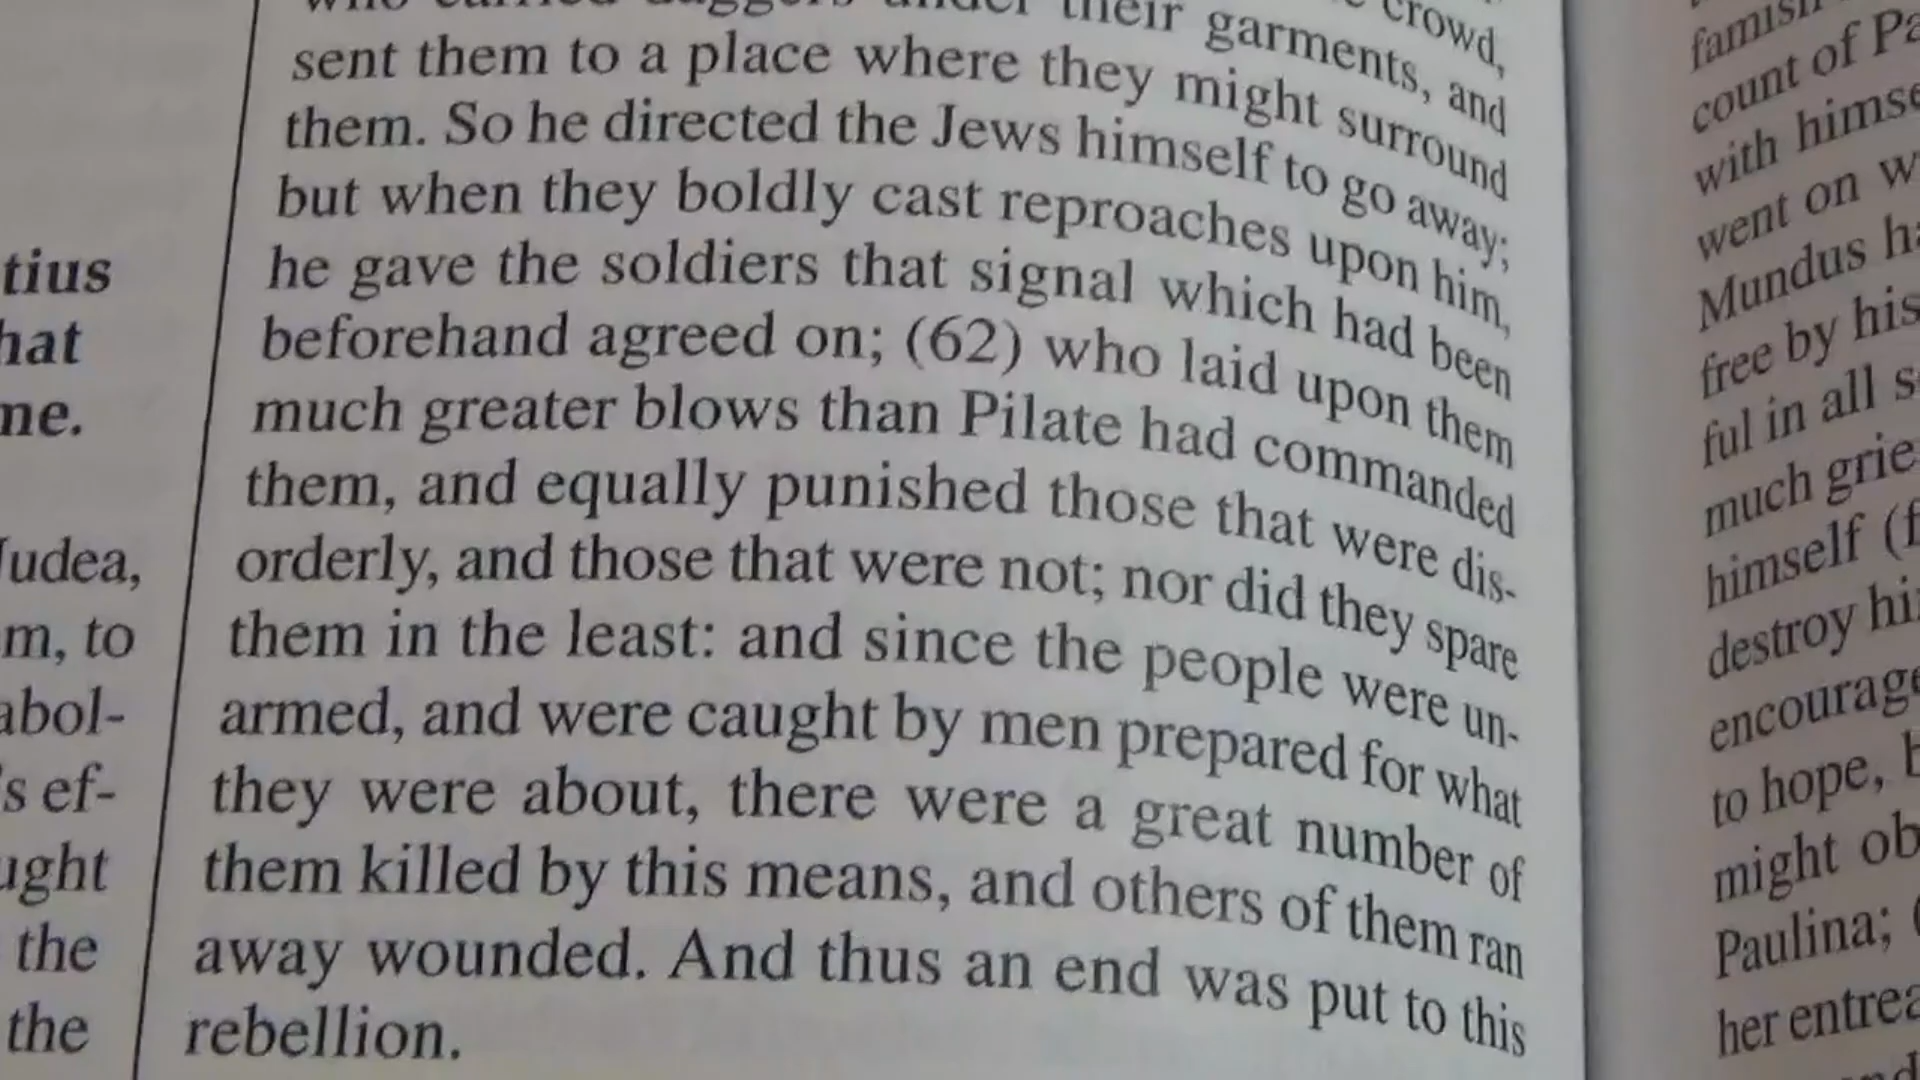 tius
hat
me.
Judea,
m, to
abol-
's ef-
ught
the
the
who carried daggers under their garments, and
sent them to a place where they might surround
them. So he directed the Jews himself to go away;
but when they boldly cast reproaches upon him,
he gave the soldiers that signal which had been
beforehand agreed on; (62) who laid upon them
much greater blows than Pilate had commanded
them, and equally punished those that were dis-
orderly, and those that were not; nor did they spare
them in the least: and since the people were un-
armed, and were caught by men prepared for what
they were about, there were a great number of
them killed by this means, and others of them ran
away wounded. And thus an end was put to this
rebellion.
crowd,
famish
count of Pa
with himse
went on w
Mundus ha
free by his
ful in all s
much grie
himself (f
destroy hi
encourage
to hope, b
might ob
Paulina; (
her entrea